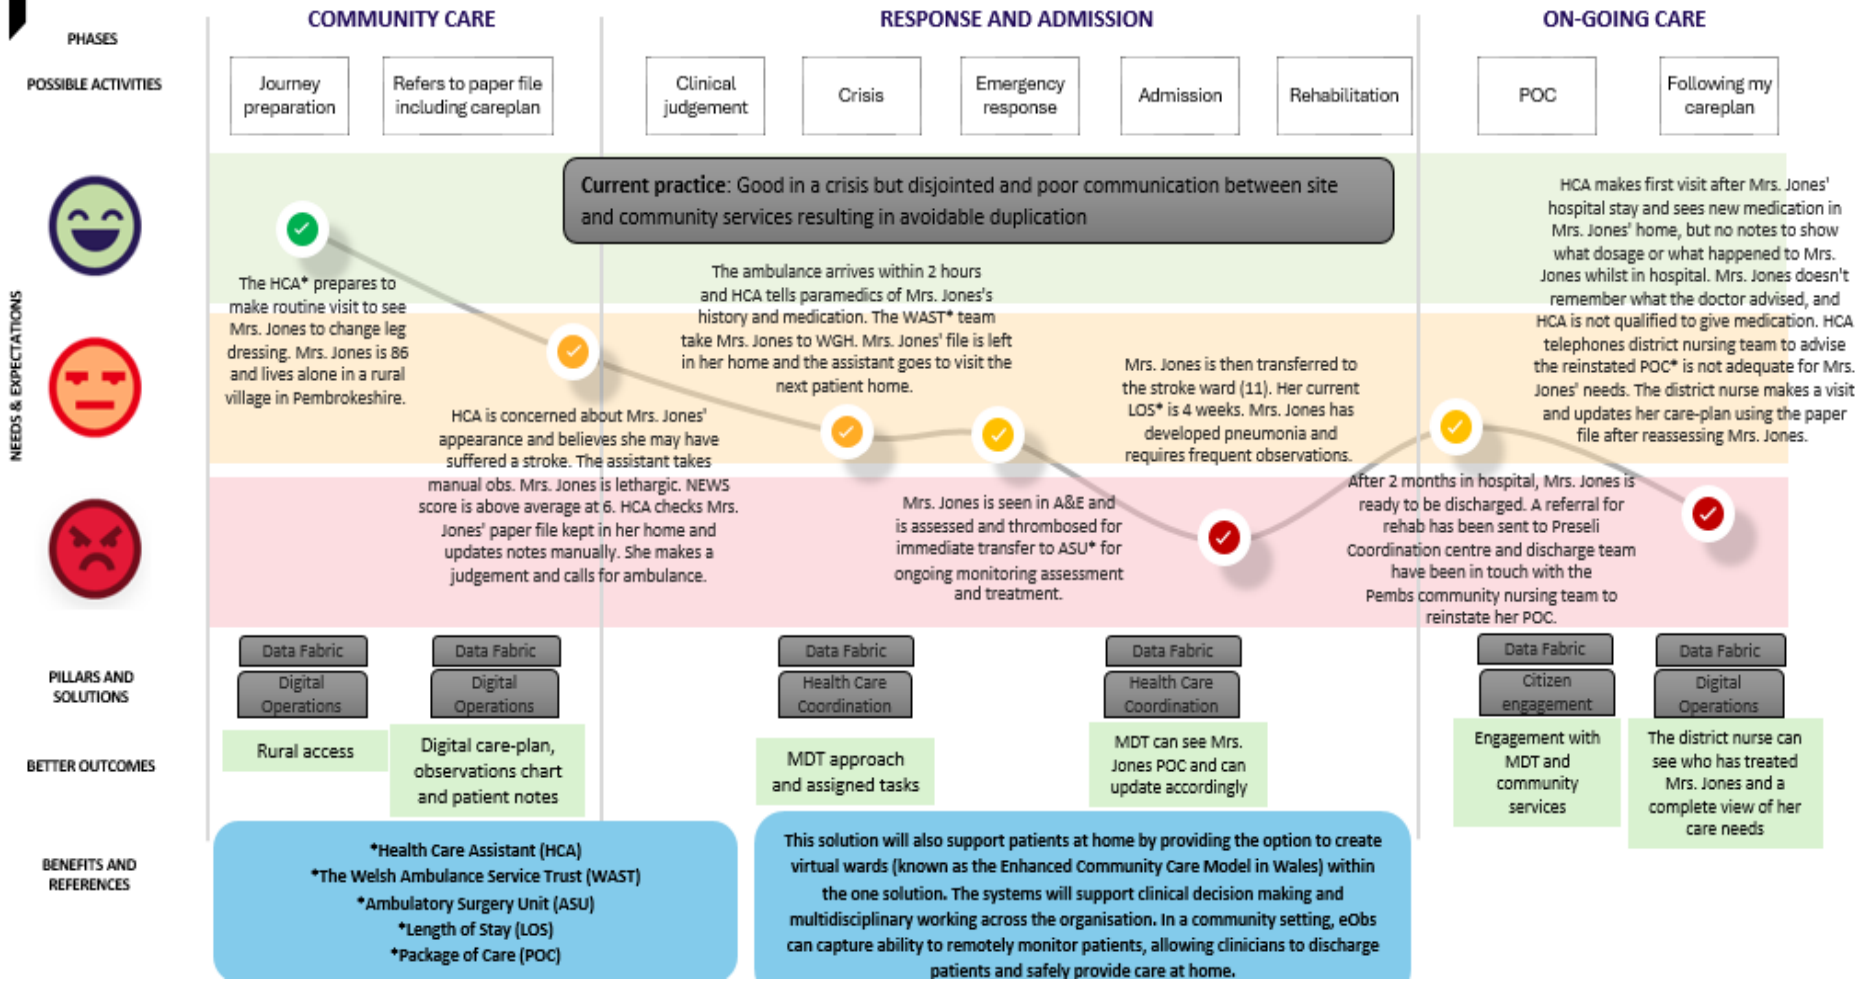 COMMUNITY CARE
RESPONSE AND ADMISSION
ON-GOING CARE
PHASES
POSSIBLE ACTIVITIES
Journey
preparation
Refers to paper file
including careplan
Clinical
judgement
Crisis
Emergency
response
Admission
Rehabilitation
POC
Following my
careplan
NEEDS & EXPECTATIONS
Current practice: Good in a crisis but disjointed and poor communication between site
and community services resulting in avoidable duplication
The HCA* prepares to
make routine visit to see
Mrs. Jones to change leg
dressing. Mrs. Jones is 86
and lives alone in a rural
village in Pembrokeshire.
HCA is concerned about Mrs. Jones'
appearance and believes she may have
suffered a stroke. The assistant takes
manual obs. Mrs. Jones is lethargic. NEWS
score is above average at 6. HCA checks Mrs.
Jones' paper file kept in her home and
updates notes manually. She makes a
judgement and calls for ambulance.
The ambulance arrives within 2 hours
and HCA tells paramedics of Mrs. Jones's
history and medication. The WAST* team
take Mrs. Jones to WGH. Mrs. Jones' file is left
in her home and the assistant goes to visit the
next patient home.
Mrs. Jones is seen in A&E and
is assessed and thrombosed for
immediate transfer to ASU* for
ongoing monitoring assessment
and treatment.
Mrs. Jones is then transferred to
the stroke ward (11). Her current
LOS* is 4 weeks. Mrs. Jones has
developed pneumonia and
requires frequent observations.
After 2 months in hospital, Mrs. Jones is
ready to be discharged. A referral for
rehab has been sent to Preseli
Coordination centre and discharge team
have been in touch with the
Pembs community nursing team to
reinstate her POC.
HCA makes first visit after Mrs. Jones'
hospital stay and sees new medication in
Mrs. Jones' home, but no notes to show
what dosage or what happened to Mrs.
Jones whilst in hospital. Mrs. Jones doesn't
remember what the doctor advised, and
HCA is not qualified to give medication. HCA
telephones district nursing team to advise
the reinstated POC* is not adequate for Mrs.
Jones' needs. The district nurse makes a visit
and updates her care-plan using the paper
file after reassessing Mrs. Jones.
PILLARS AND
SOLUTIONS
Data Fabric
Digital
Operations
Data Fabric
Digital
Operations
Data Fabric
Health Care
Coordination
Data Fabric
Health Care
Coordination
Data Fabric
Citizen
engagement
Data Fabric
Digital
Operations
BETTER OUTCOMES
Rural access
Digital care-plan,
observations chart
and patient notes
MDT approach
and assigned tasks
MDT can see Mrs.
Jones POC and can
update accordingly
Engagement with
MDT and
community
services
The district nurse can
see who has treated
Mrs. Jones and a
complete view of her
care needs
BENEFITS AND
REFERENCES
*Health Care Assistant (HCA)
*The Welsh Ambulance Service Trust (WAST)
*Ambulatory Surgery Unit (ASU)
*Length of Stay (LOS)
*Package of Care (POC)
This solution will also support patients at home by providing the option to create
virtual wards (known as the Enhanced Community Care Model in Wales) within
the one solution. The systems will support clinical decision making and
multidisciplinary working across the organisation. In a community setting, eObs
can capture ability to remotely monitor patients, allowing clinicians to discharge
patients and safely provide care at home.